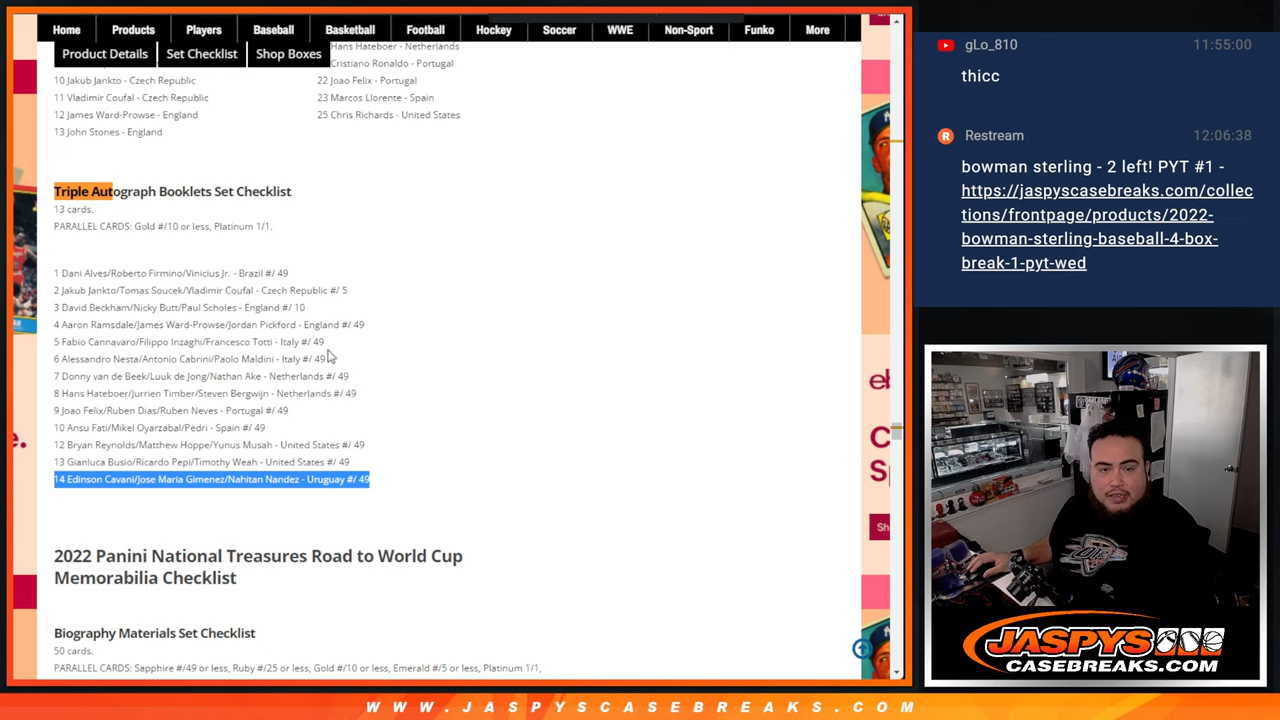 Home Products Players Baseball Basketball Football Hockey Soccer WWE Non-Sport Funko More
Product Details Set Checklist Shop Boxes
Hans Hateboer - Netherlands
Cristiano Ronaldo - Portugal
10 Jakub Jankto - Czech Republic
22 Joao Felix - Portugal
11 Vladimir Coufal - Czech Republic
23 Marcos Llorente - Spain
12 James Ward-Prowse - England
25 Chris Richards - United States
13 John Stones - England
Triple Autograph Booklets Set Checklist
13 cards.
PARALLEL CARDS: Gold #/10 or less, Platinum 1/1.
1 Dani Alves/Roberto Firmino/Vinicius Jr. - Brazil #/ 49
2 Jakub Jankto/Tomas Soucek/Vladimir Coufal - Czech Republic #/ 5
3 David Beckham/Nicky Butt/Paul Scholes - England #/ 10
4 Aaron Ramsdale/James Ward-Prowse/Jordan Pickford - England #/ 49
5 Fabio Cannavaro/Filippo Inzaghi/Francesco Totti - Italy #/ 49
6 Alessandro Nesta/Antonio Cabrini/Paolo Maldini - Italy #/ 49
7 Donny van de Beek/Luuk de Jong/Nathan Ake - Netherlands #/ 49
8 Hans Hateboer/Jurrien Timber/Steven Bergwijn - Netherlands #/ 49
9 Joao Felix/Ruben Dias/Ruben Neves - Portugal #/ 49
10 Ansu Fati/Mikel Oyarzabal/Pedri - Spain #/ 49
12 Bryan Reynolds/Matthew Hoppe/Yunus Musah - United States #/ 49
13 Gianluca Busio/Ricardo Pepi/Timothy Weah - United States #/ 49
14 Edinson Cavani/Jose Maria Gimenez/Nahitan Nandez - Uruguay #/ 49
2022 Panini National Treasures Road to World Cup
Memorabilia Checklist
Biography Materials Set Checklist
50 cards.
PARALLEL CARDS: Sapphire #/49 or less, Ruby #/25 or less, Gold #/10 or less, Emerald #/5 or less, Platinum 1/1,
gLo_810 11:55:00
thicc
Restream 12:06:38
bowman sterling - 2 left! PYT #1 -
https://jaspyscasebreaks.com/collec
tions/frontpage/products/2022-
bowman-sterling-baseball-4-box-
break-1-pyt-wed
JASPYS
CASEBREAKS.COM
WWW.JASPYSCASEBREAKS.COM